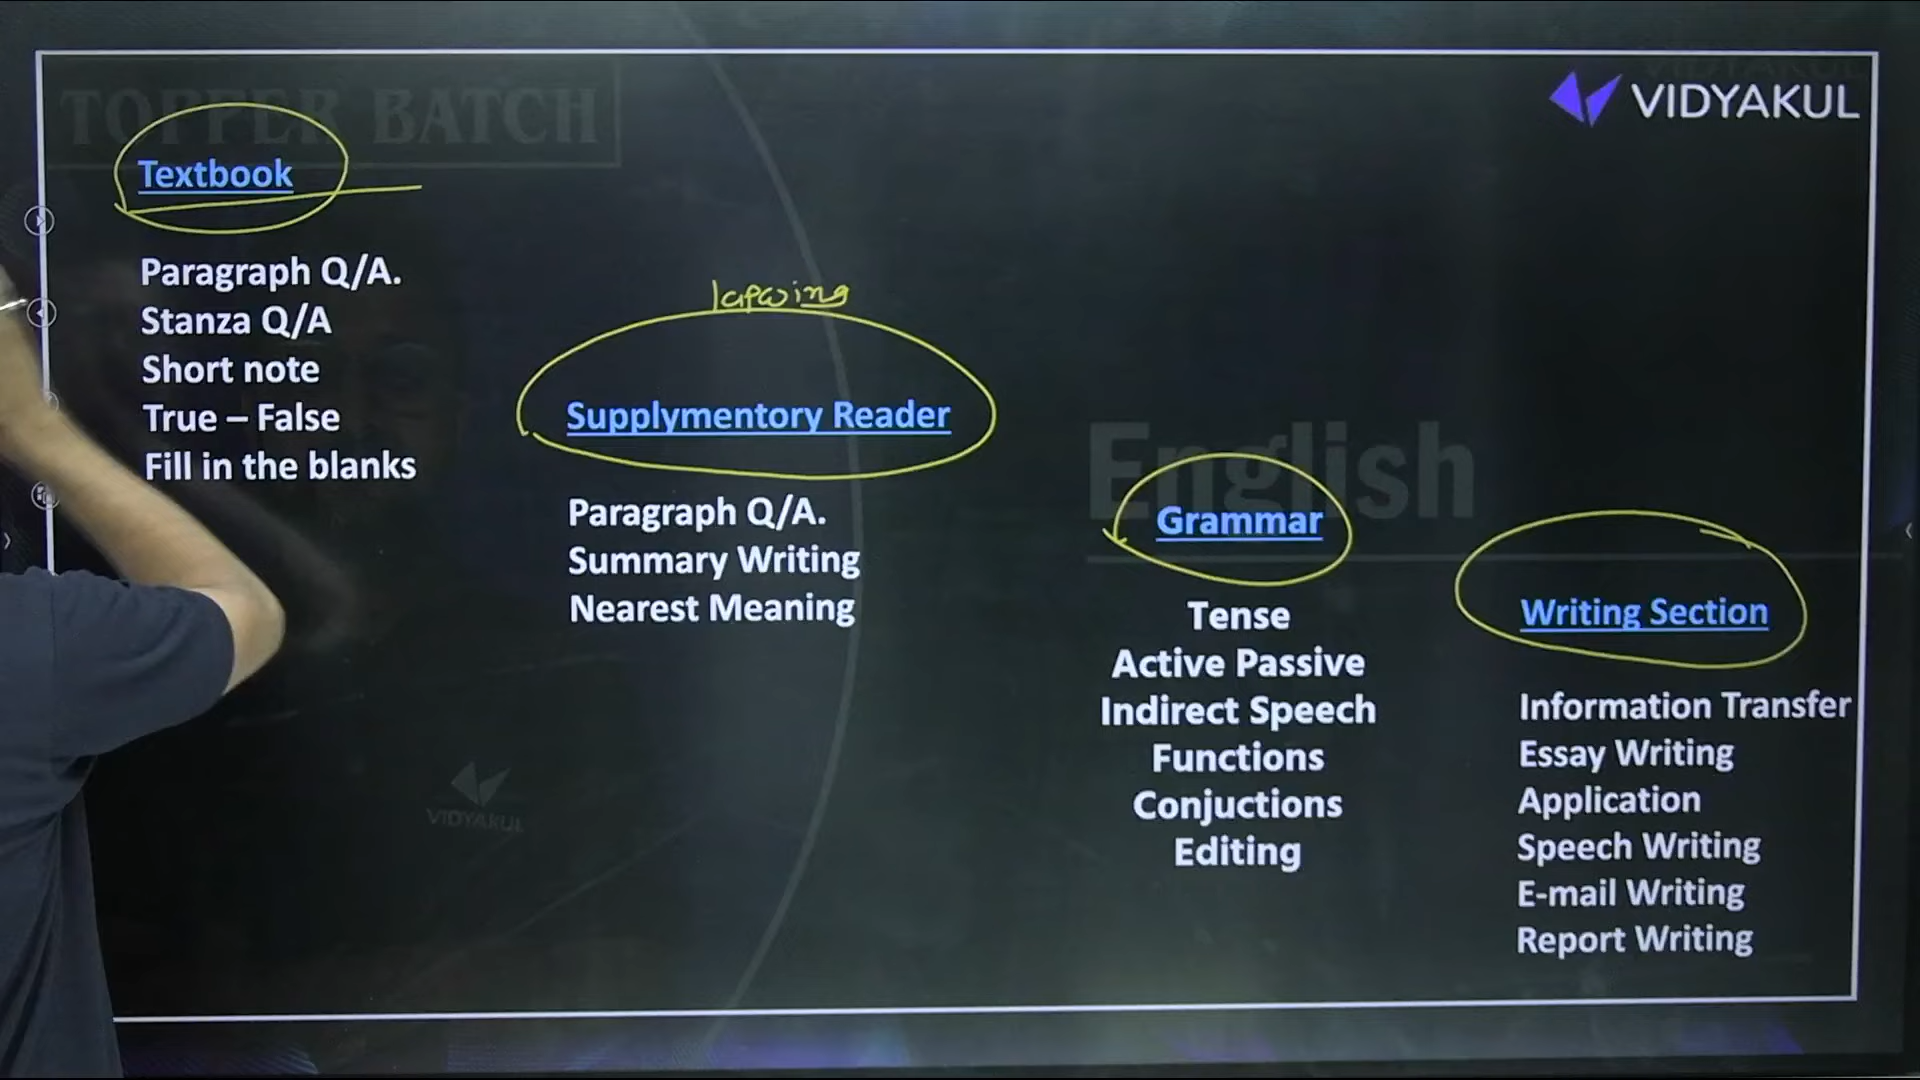 TOPPER BATCH
VIDYAKUL
Textbook
Paragraph Q/A.
Stanza Q/A
Short note
True – False
Fill in the blanks
Supplymentory Reader
Paragraph Q/A.
Summary Writing
Nearest Meaning
English
Grammar
Tense
Active Passive
Indirect Speech
Functions
Conjuctions
Editing
Writing Section
Information Transfer
Essay Writing
Application
Speech Writing
E-mail Writing
Report Writing
VIDYAKUL